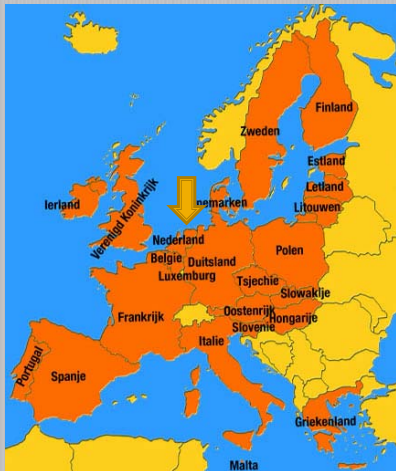 Finland
Zweden
Estland
Letland
Litouwen
nemarken
Ierland
Verenigd Koninkrijk
Nederland
Belgie
Duitsland
Luxemburg
Polen
Tsjechie
Slowakije
Oostenrijk
Hongarije
Slovenie
Frankrijk
Italie
Portugal
Spanje
Griekenland
Malta